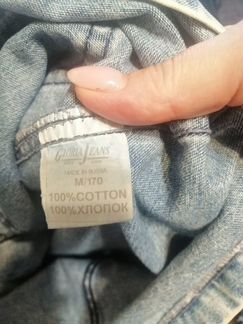 GLORIA JEANS
MADE IN RUSSIA
M/170
100%COTTON
100%ХЛОПОК